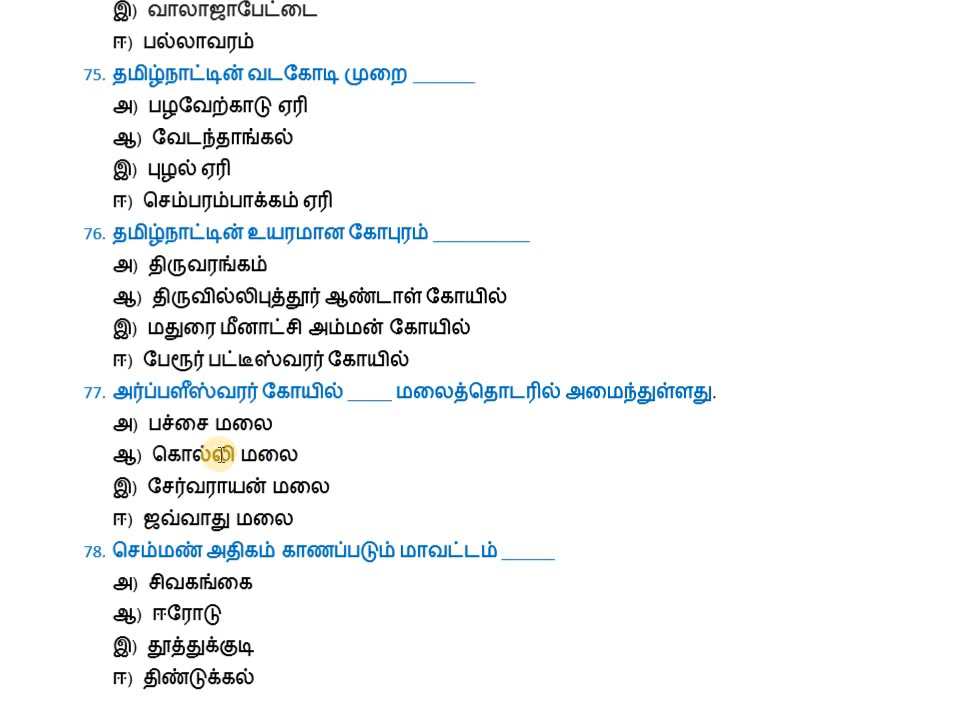 இ) வாலாஜாபேட்டை
ஈ) பல்லாவரம்
75. தமிழ்நாட்டின் வடகோடி முறை ______
அ) பழவேற்காடு ஏரி
ஆ) வேடந்தாங்கல்
இ) புழல் ஏரி
ஈ) செம்பரம்பாக்கம் ஏரி
76. தமிழ்நாட்டின் உயரமான கோபுரம் __________
அ) திருவரங்கம்
ஆ) திருவில்லிபுத்தூர் ஆண்டாள் கோயில்
இ) மதுரை மீனாட்சி அம்மன் கோயில்
ஈ) பேரூர் பட்டீஸ்வரர் கோயில்
77. அர்ப்பளீஸ்வரர் கோயில் _____ மலைத்தொடரில் அமைந்துள்ளது.
அ) பச்சை மலை
ஆ) கொல்லி மலை
இ) சேர்வராயன் மலை
ஈ) ஜவ்வாது மலை
78. செம்மண் அதிகம் காணப்படும் மாவட்டம் ______
அ) சிவகங்கை
ஆ) ஈரோடு
இ) தூத்துக்குடி
ஈ) திண்டுக்கல்